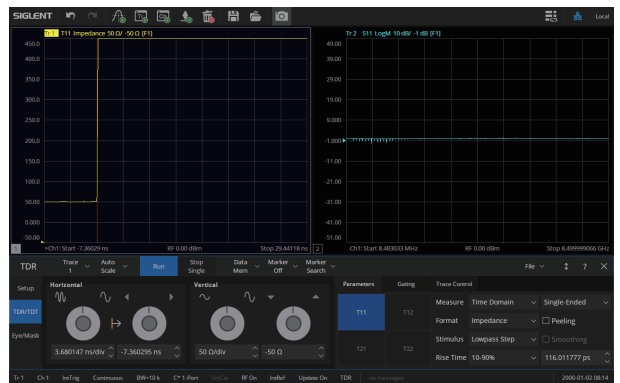 SIGLENT
Local
Tr 1 T11 Impedance 50 Ω/ -50 Ω [F1]
450.0
400.0
350.0
300.0
250.0
200.0
150.0
100.0
50.00
0.000
-50.00
1 >Ch1: Start -7.36029 ns RF 0.00 dBm Stop 29.44118 ns
Tr 2 S11 LogM 10 dB/ -1 dB [F1]
49.00
39.00
29.00
19.00
9.000
-1.000
-11.00
-21.00
-31.00
-41.00
-51.00
2 Ch1: Start 8.483033 MHz RF 0.00 dBm Stop 8.499999066 GHz
TDR Trace 1 Auto Scale Run Stop Single Data Mem Marker Off Marker Search File ? X
Setup
TDR/TDT
Eye/Mask
Horizontal
3.680147 ns/div -7.360295 ns
Vertical
50 Ω/div -50 Ω
Parameters Gating Trace Control
T11 T12
T21 T22
Measure Time Domain Single-Ended
Format Impedance Peeling
Stimulus Lowpass Step Smoothing
Rise Time 10-90% 116.011777 ps
Tr 1 Ch 1 IntTrig Continuous BW=10 k C* 1-Port Src/Cal RF On IntRef Update On TDR no messages 2000-01-02 08:14